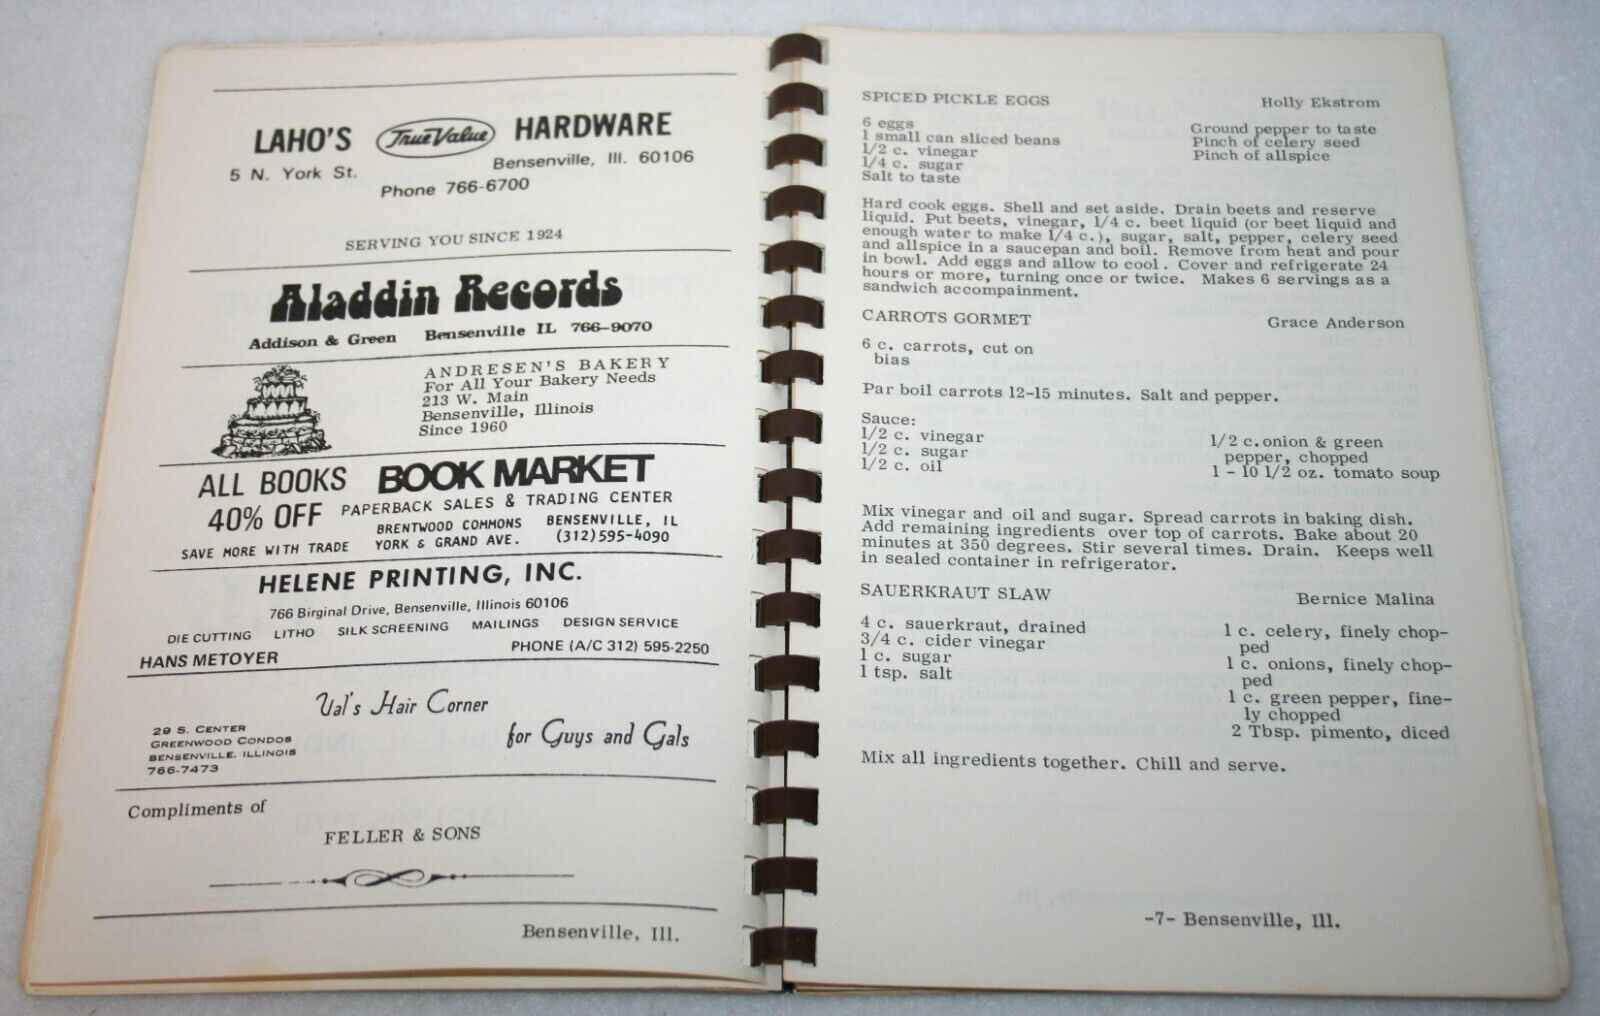 LAHO'S True Value HARDWARE
5 N. York St. Bensenville, Ill. 60106
Phone 766-6700
SERVING YOU SINCE 1924
Aladdin Records
Addison & Green Bensenville IL 766-9070
ANDRESEN'S BAKERY
For All Your Bakery Needs
213 W. Main
Bensenville, Illinois
Since 1960
ALL BOOKS BOOK MARKET
40% OFF PAPERBACK SALES & TRADING CENTER
BRENTWOOD COMMONS BENSENVILLE, IL
SAVE MORE WITH TRADE YORK & GRAND AVE. (312)595-4090
HELENE PRINTING, INC.
766 Birginal Drive, Bensenville, Illinois 60106
DIE CUTTING LITHO SILK SCREENING MAILINGS DESIGN SERVICE
HANS METOYER PHONE (A/C 312) 595-2250
Val's Hair Corner
for Guys and Gals
29 S. CENTER
GREENWOOD CONDOS
BENSENVILLE, ILLINOIS
766-7473
Compliments of
FELLER & SONS
Bensenville, Ill.
SPICED PICKLE EGGS Holly Ekstrom
6 eggs Ground pepper to taste
1 small can sliced beans Pinch of celery seed
1/2 c. vinegar Pinch of allspice
1/4 c. sugar
Salt to taste
Hard cook eggs. Shell and set aside. Drain beets and reserve
liquid. Put beets, vinegar, 1/4 c. beet liquid (or beet liquid and
enough water to make 1/4 c.), sugar, salt, pepper, celery seed
and allspice in a saucepan and boil. Remove from heat and pour
in bowl. Add eggs and allow to cool. Cover and refrigerate 24
hours or more, turning once or twice. Makes 6 servings as a
sandwich accompainment.
CARROTS GORMET Grace Anderson
6 c. carrots, cut on
bias
Par boil carrots 12-15 minutes. Salt and pepper.
Sauce:
1/2 c. vinegar 1/2 c. onion & green
1/2 c. sugar pepper, chopped
1/2 c. oil 1 - 10 1/2 oz. tomato soup
Mix vinegar and oil and sugar. Spread carrots in baking dish.
Add remaining ingredients over top of carrots. Bake about 20
minutes at 350 degrees. Stir several times. Drain. Keeps well
in sealed container in refrigerator.
SAUERKRAUT SLAW Bernice Malina
4 c. sauerkraut, drained 1 c. celery, finely chop-
3/4 c. cider vinegar ped
1 c. sugar 1 c. onions, finely chop-
1 tsp. salt ped
1 c. green pepper, fine-
ly chopped
2 Tbsp. pimento, diced
Mix all ingredients together. Chill and serve.
-7- Bensenville, Ill.